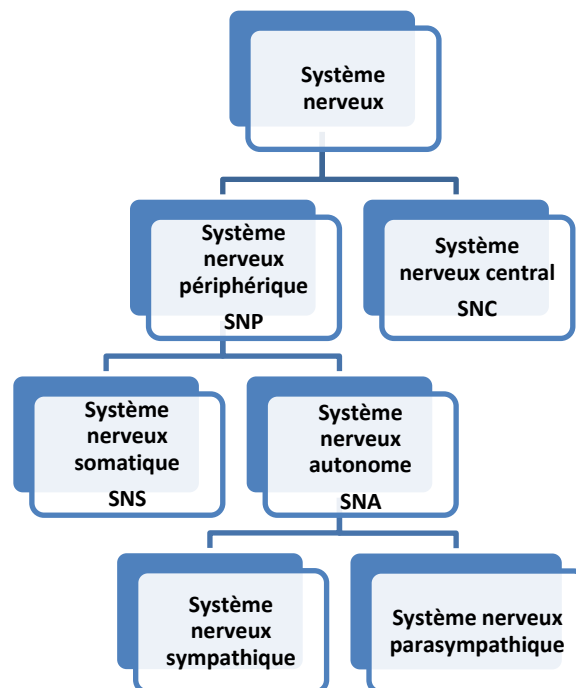 Système
nerveux
Système
nerveux
périphérique
SNP
Système
nerveux central
SNC
Système
nerveux
somatique
SNS
Système
nerveux
autonome
SNA
Système
nerveux
sympathique
Système nerveux
parasympathique